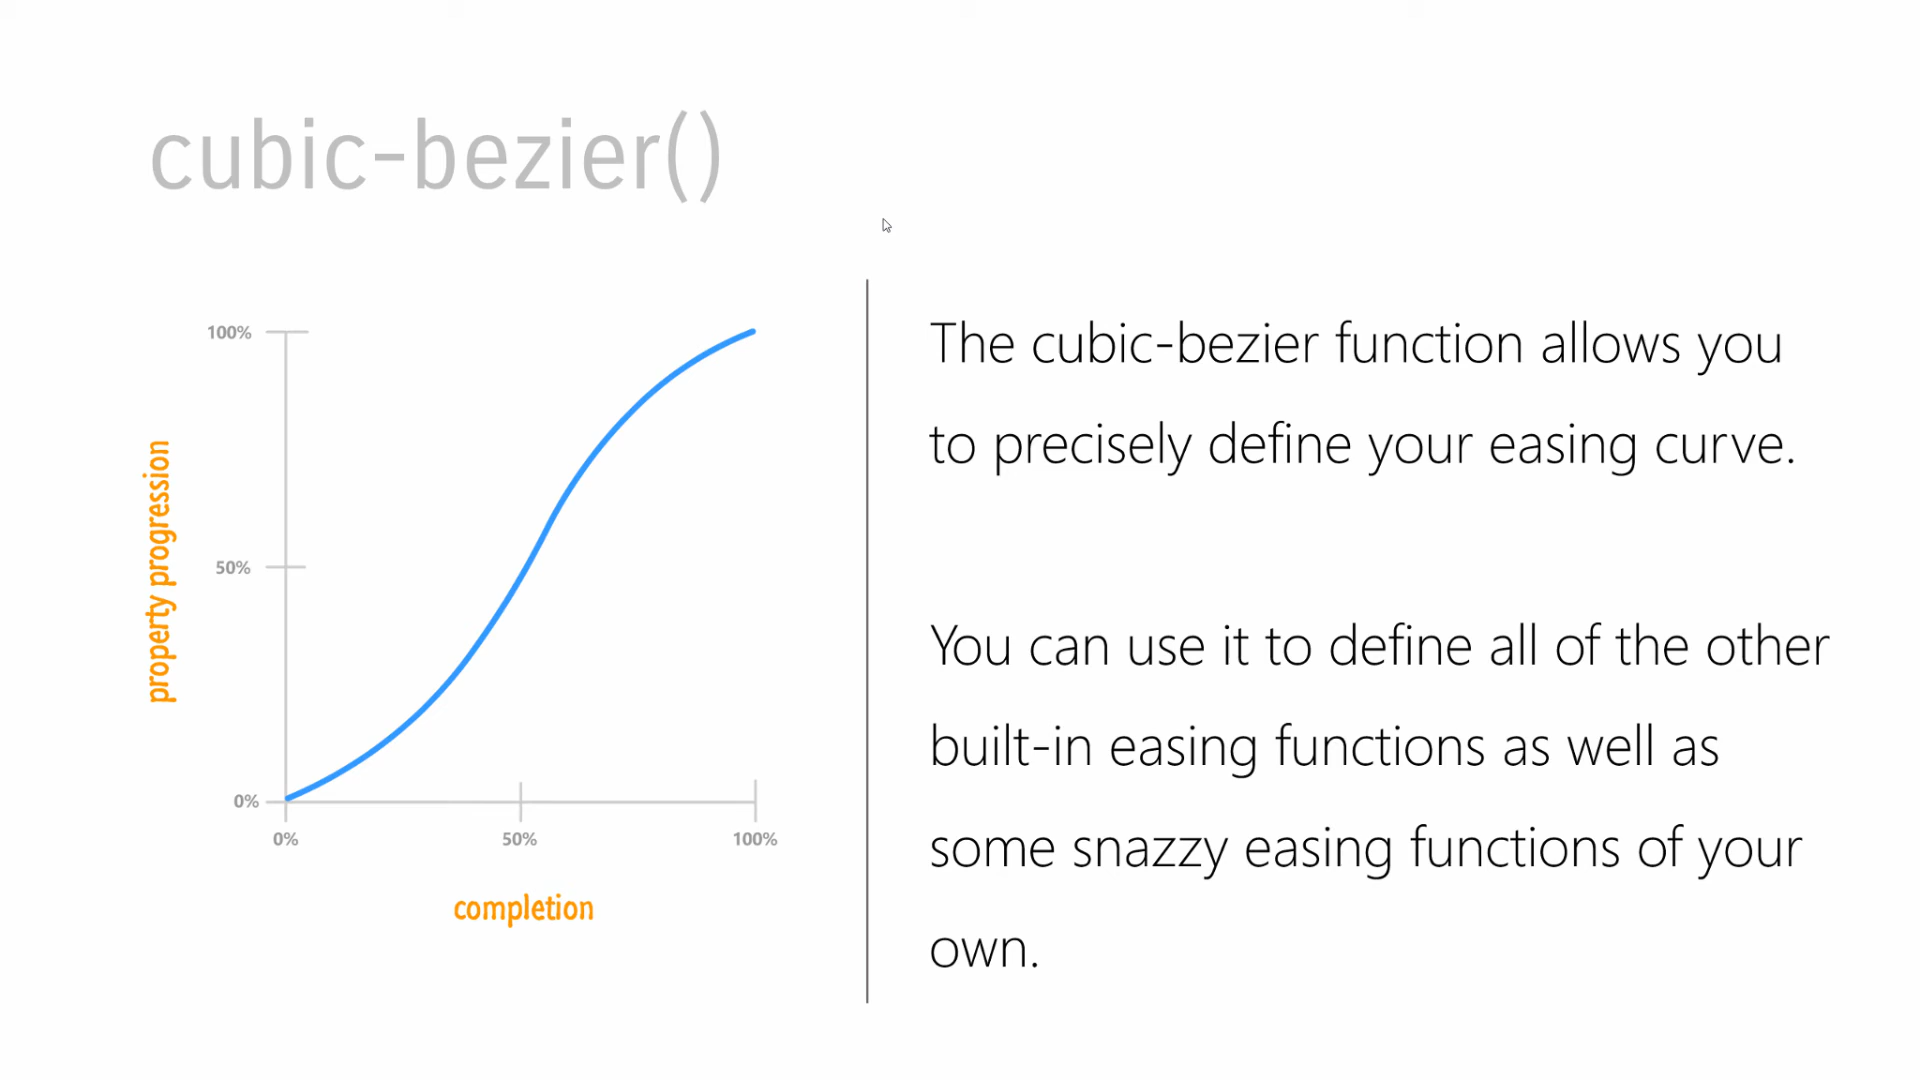 cubic-bezier()
100%
50%
0%
0% 50% 100%
property progression
completion
The cubic-bezier function allows you
to precisely define your easing curve.
You can use it to define all of the other
built-in easing functions as well as
some snazzy easing functions of your
own.